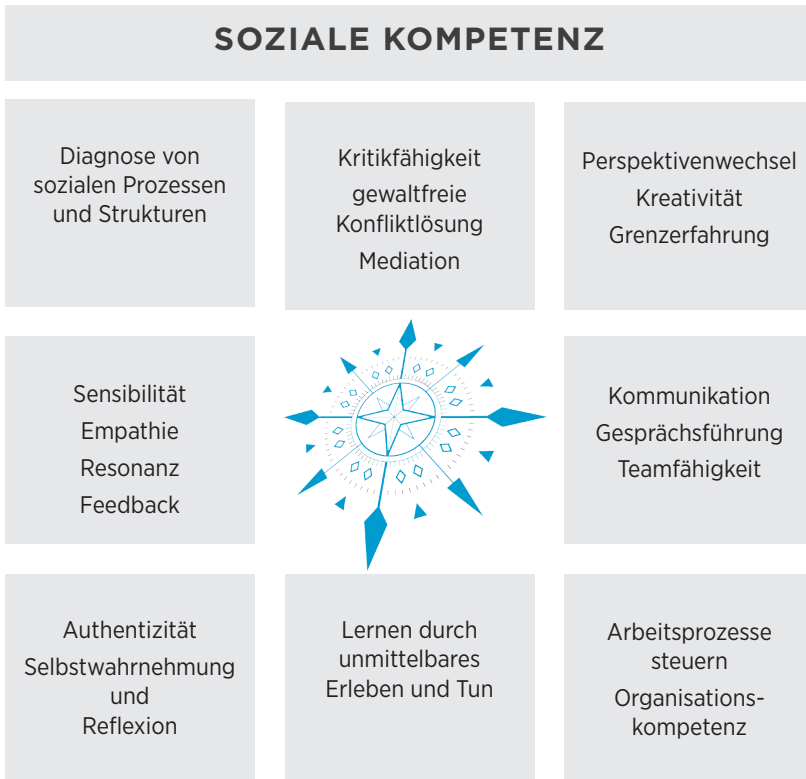 SOZIALE KOMPETENZ
Diagnose von
sozialen Prozessen
und Strukturen
Kritikfähigkeit
gewaltfreie
Konfliktlösung
Mediation
Perspektivenwechsel
Kreativität
Grenzerfahrung
Sensibilität
Empathie
Resonanz
Feedback
Kommunikation
Gesprächsführung
Teamfähigkeit
Authentizität
Selbstwahrnehmung
und
Reflexion
Lernen durch
unmittelbares
Erleben und Tun
Arbeitsprozesse
steuern
Organisations-
kompetenz